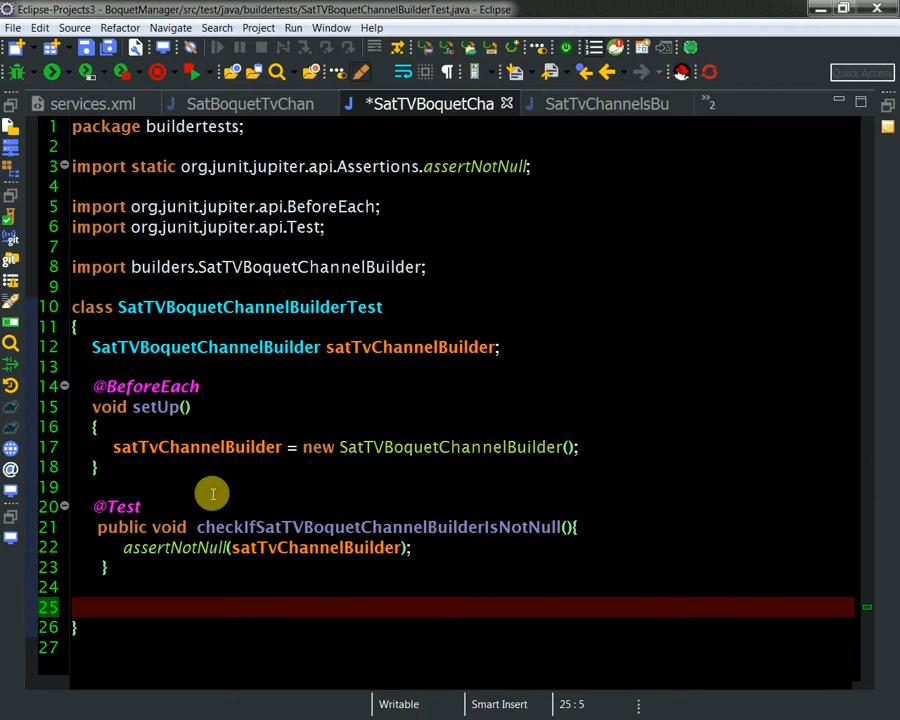 Eclipse-Projects3 - BoquetManager/src/test/java/buildertests/SatTVBoquetChannelBuilderTest.java - Eclipse
File Edit Source Refactor Navigate Search Project Run Window Help
Quick Access
services.xml SatBoquetTvChan *SatTVBoquetCha SatTvChannelsBu »2
1 package buildertests;
2
3 import static org.junit.jupiter.api.Assertions.assertNotNull;
4
5 import org.junit.jupiter.api.BeforeEach;
6 import org.junit.jupiter.api.Test;
7
8 import builders.SatTVBoquetChannelBuilder;
9
10 class SatTVBoquetChannelBuilderTest
11 {
12 SatTVBoquetChannelBuilder satTvChannelBuilder;
13
14 @BeforeEach
15 void setUp()
16 {
17 satTvChannelBuilder = new SatTVBoquetChannelBuilder();
18 }
19
20 @Test
21 public void checkIfSatTVBoquetChannelBuilderIsNotNull(){
22 assertNotNull(satTvChannelBuilder);
23 }
24
25
26 }
27
Writable Smart Insert 25 : 5